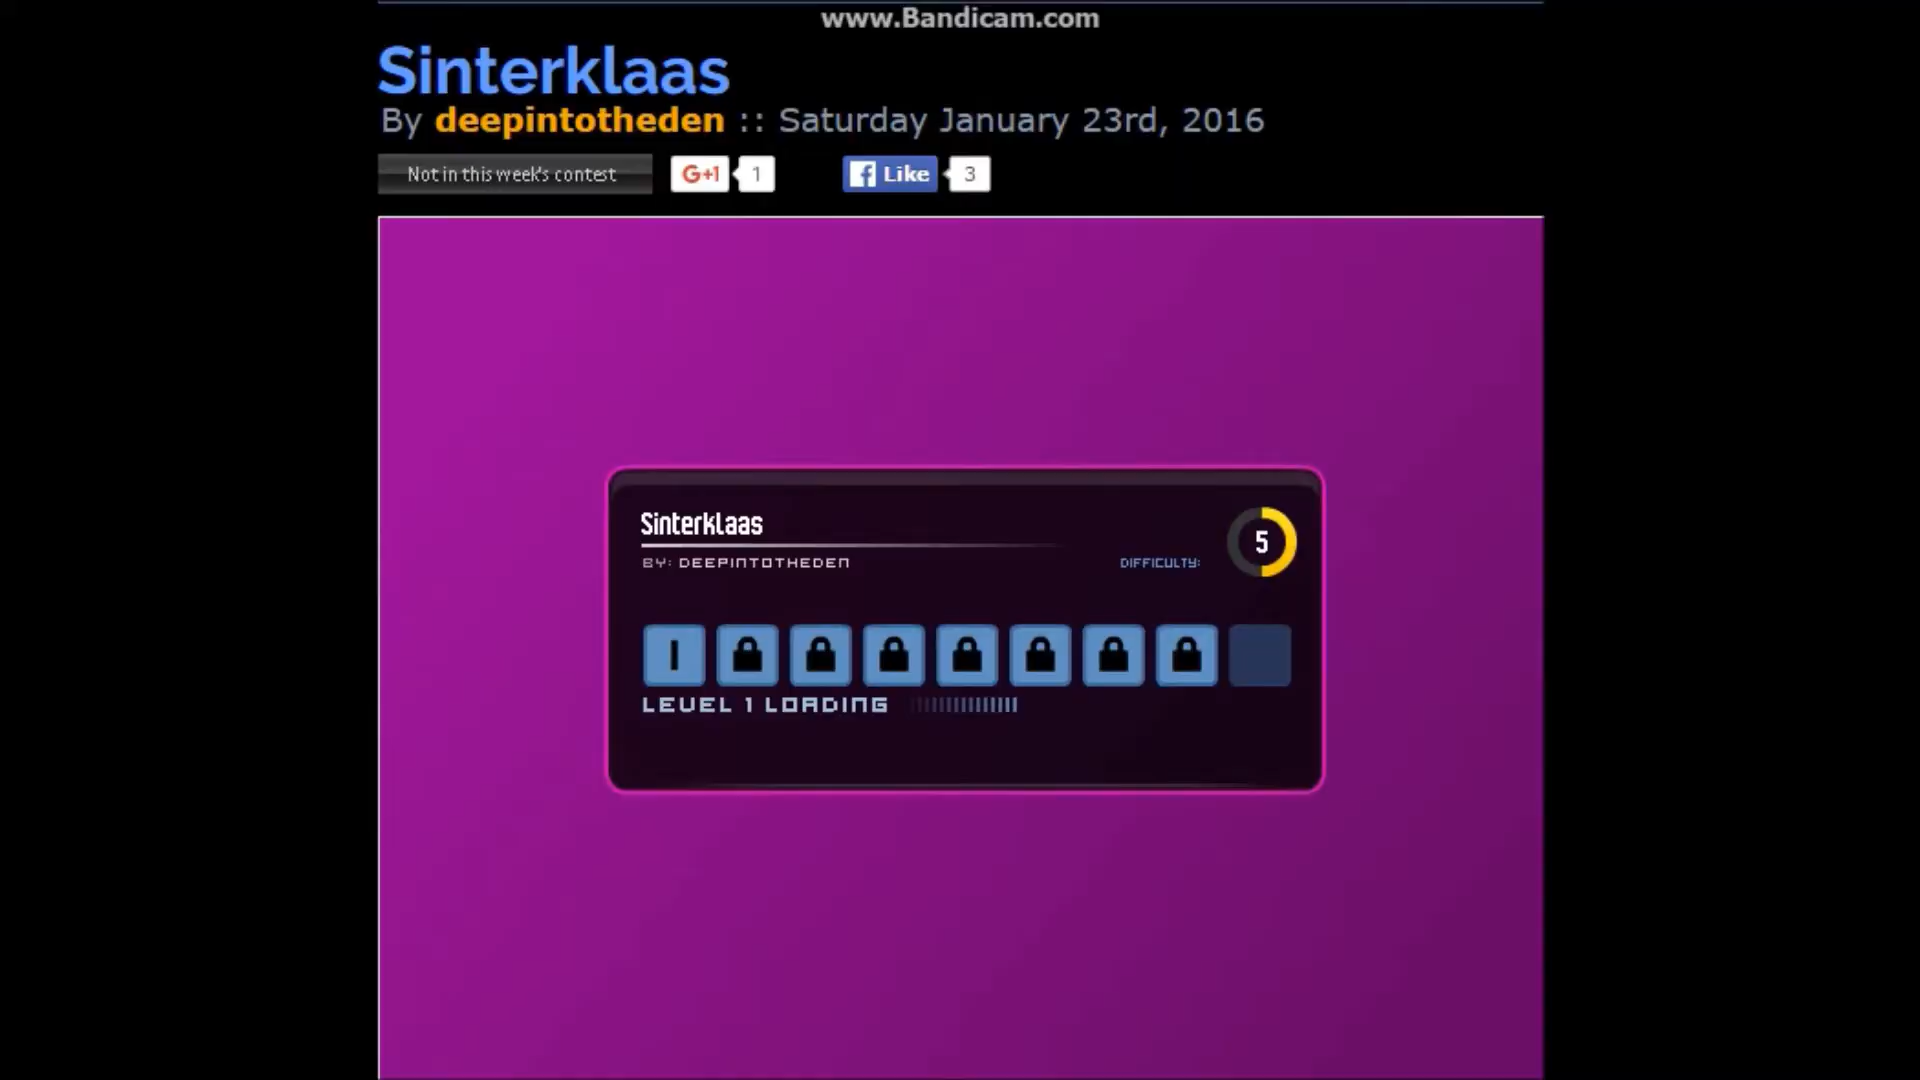 www.Bandicam.com
Sinterklaas
By deepintotheden :: Saturday January 23rd, 2016
Not in this week's contest G+1 1 Like 3
Sinterklaas
BY: DEEPINTOTHEDEN DIFFICULTY: 5
1
LEVEL 1 LOADING